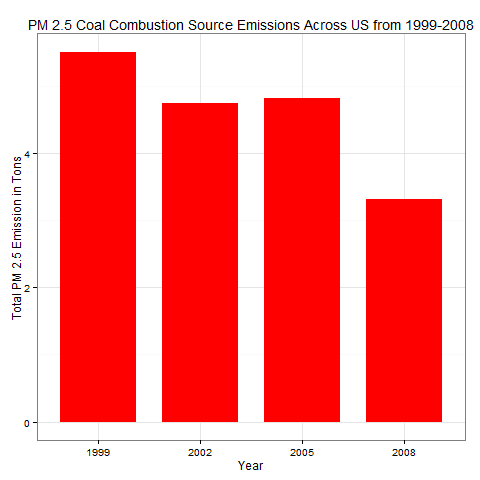 PM 2.5 Coal Combustion Source Emissions Across US from 1999-2008
Total PM 2.5 Emission in Tons
4
2
0
1999 2002 2005 2008
Year